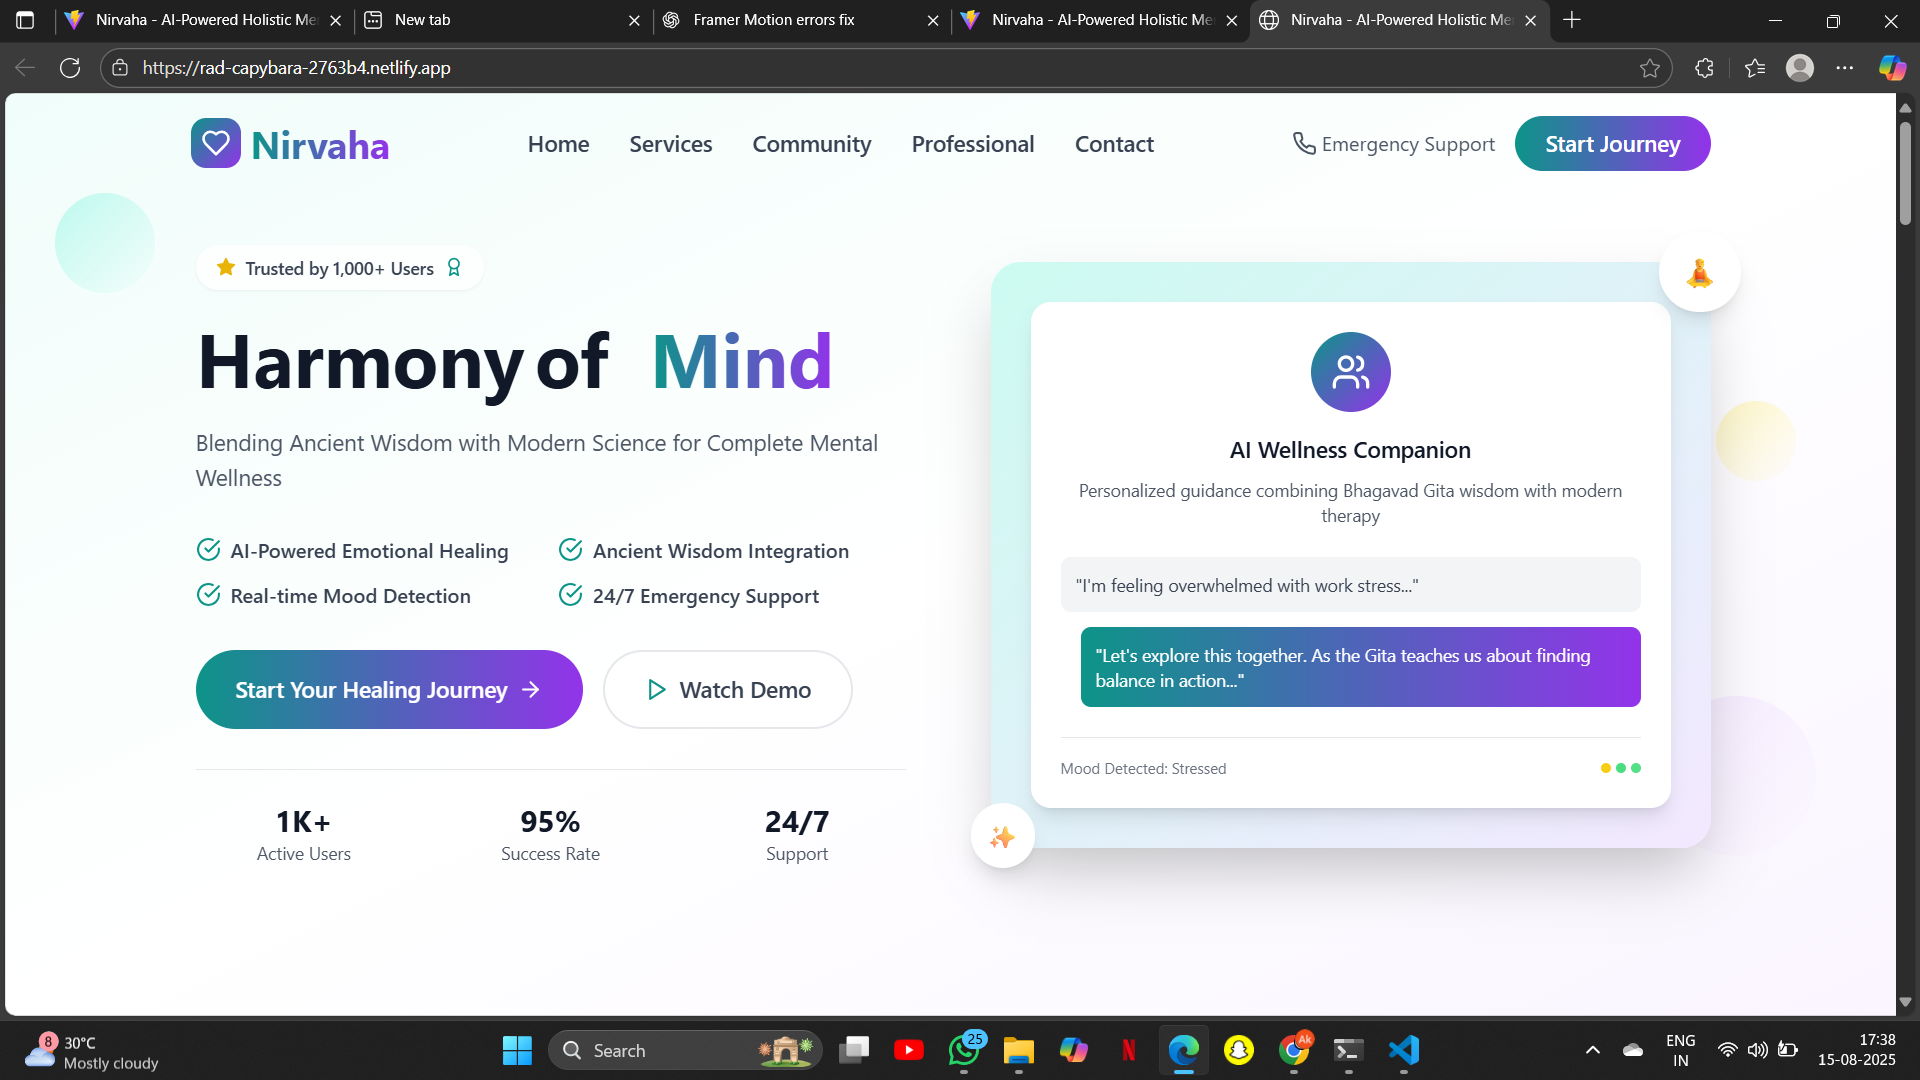 Nirvaha - AI-Powered Holistic Me
New tab
Framer Motion errors fix
Nirvaha - AI-Powered Holistic Me
Nirvaha - AI-Powered Holistic Me
https://rad-capybara-2763b4.netlify.app
Nirvaha
Home
Services
Community
Professional
Contact
Emergency Support
Start Journey
Trusted by 1,000+ Users
Harmony of Mind
Blending Ancient Wisdom with Modern Science for Complete Mental
Wellness
AI-Powered Emotional Healing
Ancient Wisdom Integration
Real-time Mood Detection
24/7 Emergency Support
Start Your Healing Journey
Watch Demo
1K+
Active Users
95%
Success Rate
24/7
Support
AI Wellness Companion
Personalized guidance combining Bhagavad Gita wisdom with modern
therapy
"I'm feeling overwhelmed with work stress..."
"Let's explore this together. As the Gita teaches us about finding
balance in action..."
Mood Detected: Stressed
8
30°C
Mostly cloudy
Search
25
Ak
ENG
IN
17:38
15-08-2025